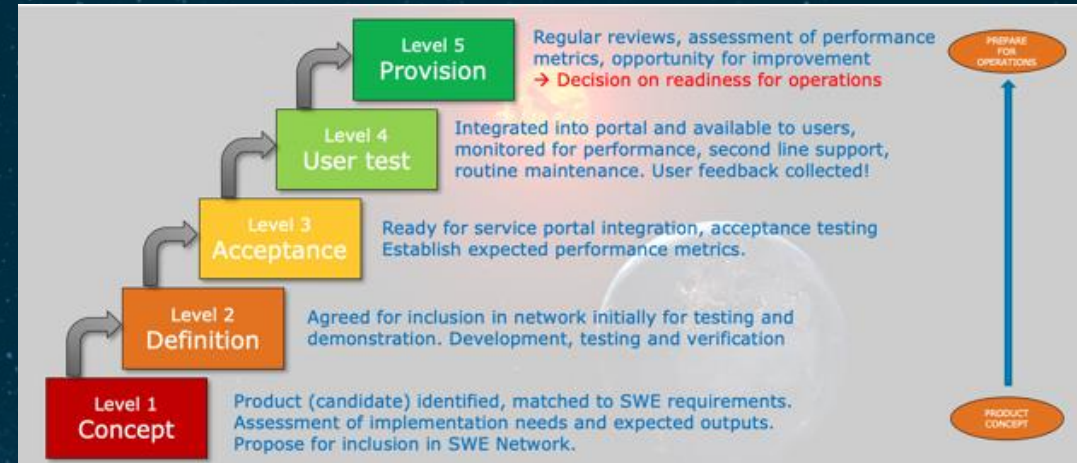 Level 5
Provision
Regular reviews, assessment of performance
metrics, opportunity for improvement
→ Decision on readiness for operations
PREPARE
FOR
OPERATIONS
Level 4
User test
Integrated into portal and available to users,
monitored for performance, second line support,
routine maintenance. User feedback collected!
Level 3
Acceptance
Ready for service portal integration, acceptance testing
Establish expected performance metrics.
Level 2
Definition
Agreed for inclusion in network initially for testing and
demonstration. Development, testing and verification
Level 1
Concept
Product (candidate) identified, matched to SWE requirements.
Assessment of implementation needs and expected outputs.
Propose for inclusion in SWE Network.
PRODUCT
CONCEPT